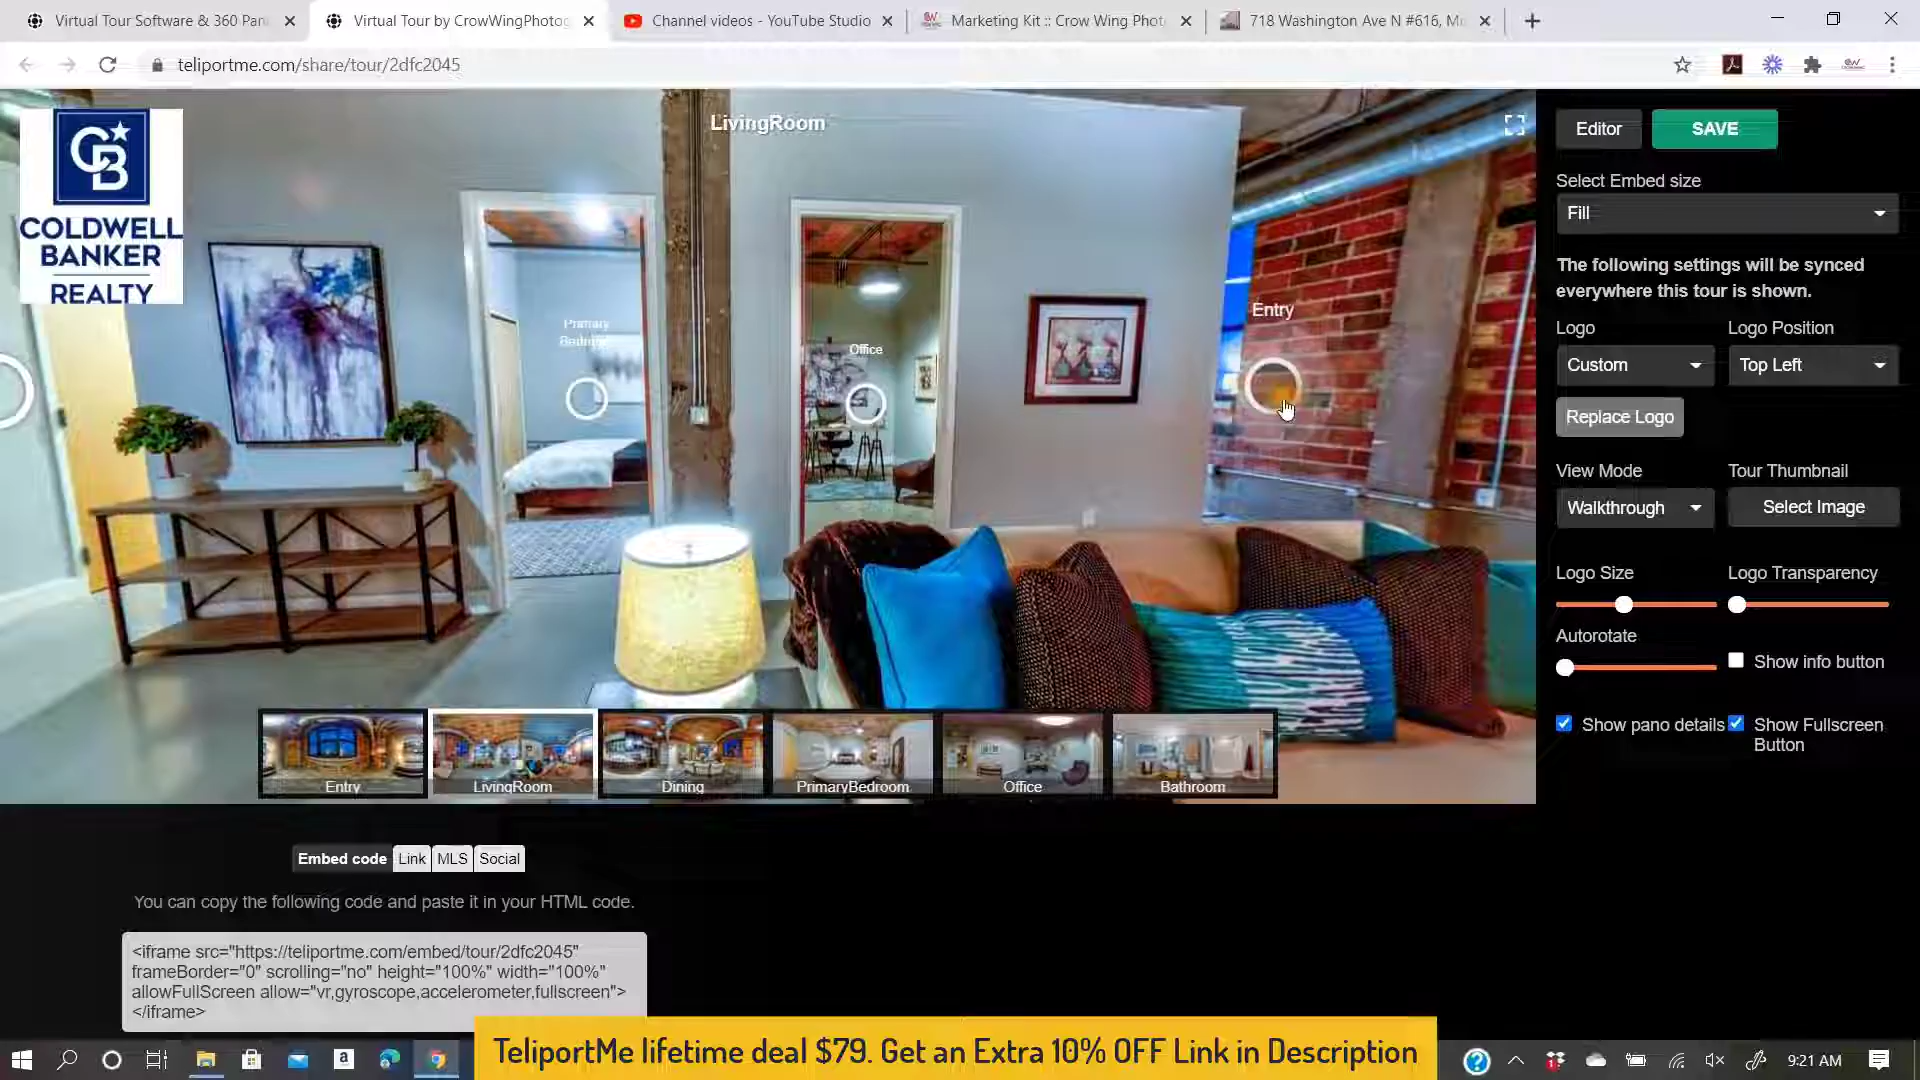 Virtual Tour Software & 360 Pan
Virtual Tour by CrowWingPhotog
Channel videos - YouTube Studio
Marketing Kit :: Crow Wing Phot
718 Washington Ave N #616, M
teliportme.com/share/tour/2dfc2045
LivingRoom
CB
COLDWELL
BANKER
REALTY
Primary
Bedroom
Office
Entry
Entry
LivingRoom
Dining
PrimaryBedroom
Office
Bathroom
Editor
SAVE
Select Embed size
Fill
The following settings will be synced
everywhere this tour is shown.
Logo
Logo Position
Custom
Top Left
Replace Logo
View Mode
Tour Thumbnail
Walkthrough
Select Image
Logo Size
Logo Transparency
Autorotate
Show info button
Show pano details
Show Fullscreen
Button
Embed code
Link
MLS
Social
You can copy the following code and paste it in your HTML code.
<iframe src="https://teliportme.com/embed/tour/2dfc2045"
frameBorder="0" scrolling="no" height="100%" width="100%"
allowFullScreen allow="vr,gyroscope,accelerometer,fullscreen">
</iframe>
TeliportMe lifetime deal $79. Get an Extra 10% OFF Link in Description
9:21 AM